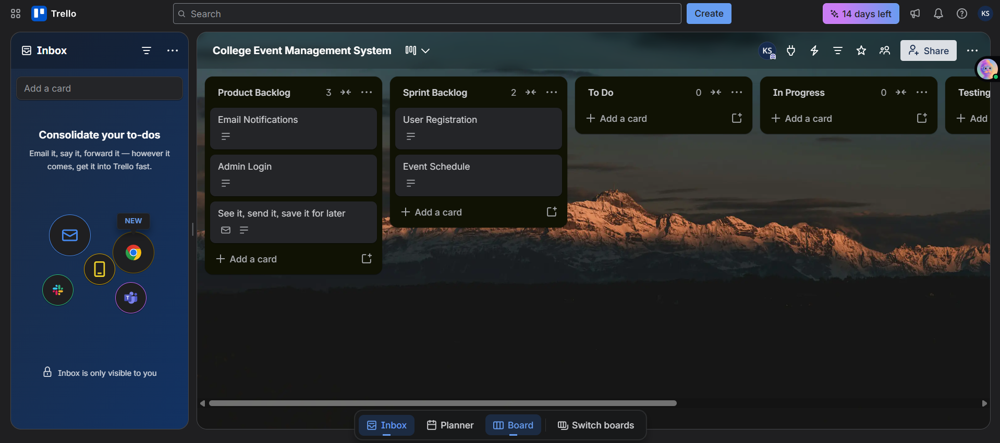 Trello
Search
Create
14 days left
KS
Inbox
Add a card
Consolidate your to-dos
Email it, say it, forward it — however it
comes, get it into Trello fast.
NEW
Inbox is only visible to you
College Event Management System
KS
Share
Product Backlog 3
Email Notifications
Admin Login
See it, send it, save it for later
Add a card
Sprint Backlog 2
User Registration
Event Schedule
Add a card
To Do 0
Add a card
In Progress 0
Add a card
Testing
Add
Inbox
Planner
Board
Switch boards